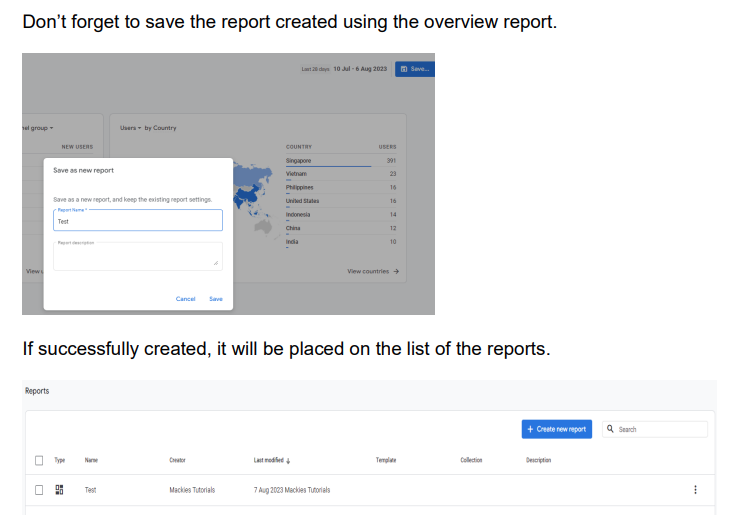 Don’t forget to save the report created using the overview report.
Last 28 days 10 Jul - 6 Aug 2023 Save...
nel group Users by Country
NEW USERS COUNTRY USERS
Singapore 391
Vietnam 23
Philippines 16
United States 16
Indonesia 14
China 12
India 10
View countries →
Save as new report
Save as a new report, and keep the existing report settings.
Report Name *
Test
Report description
View
Cancel Save
If successfully created, it will be placed on the list of the reports.
Reports
+ Create new report Search
Type Name Creator Last modified ↓ Template Collection Description
Test Mackies Tutorials 7 Aug 2023 Mackies Tutorials